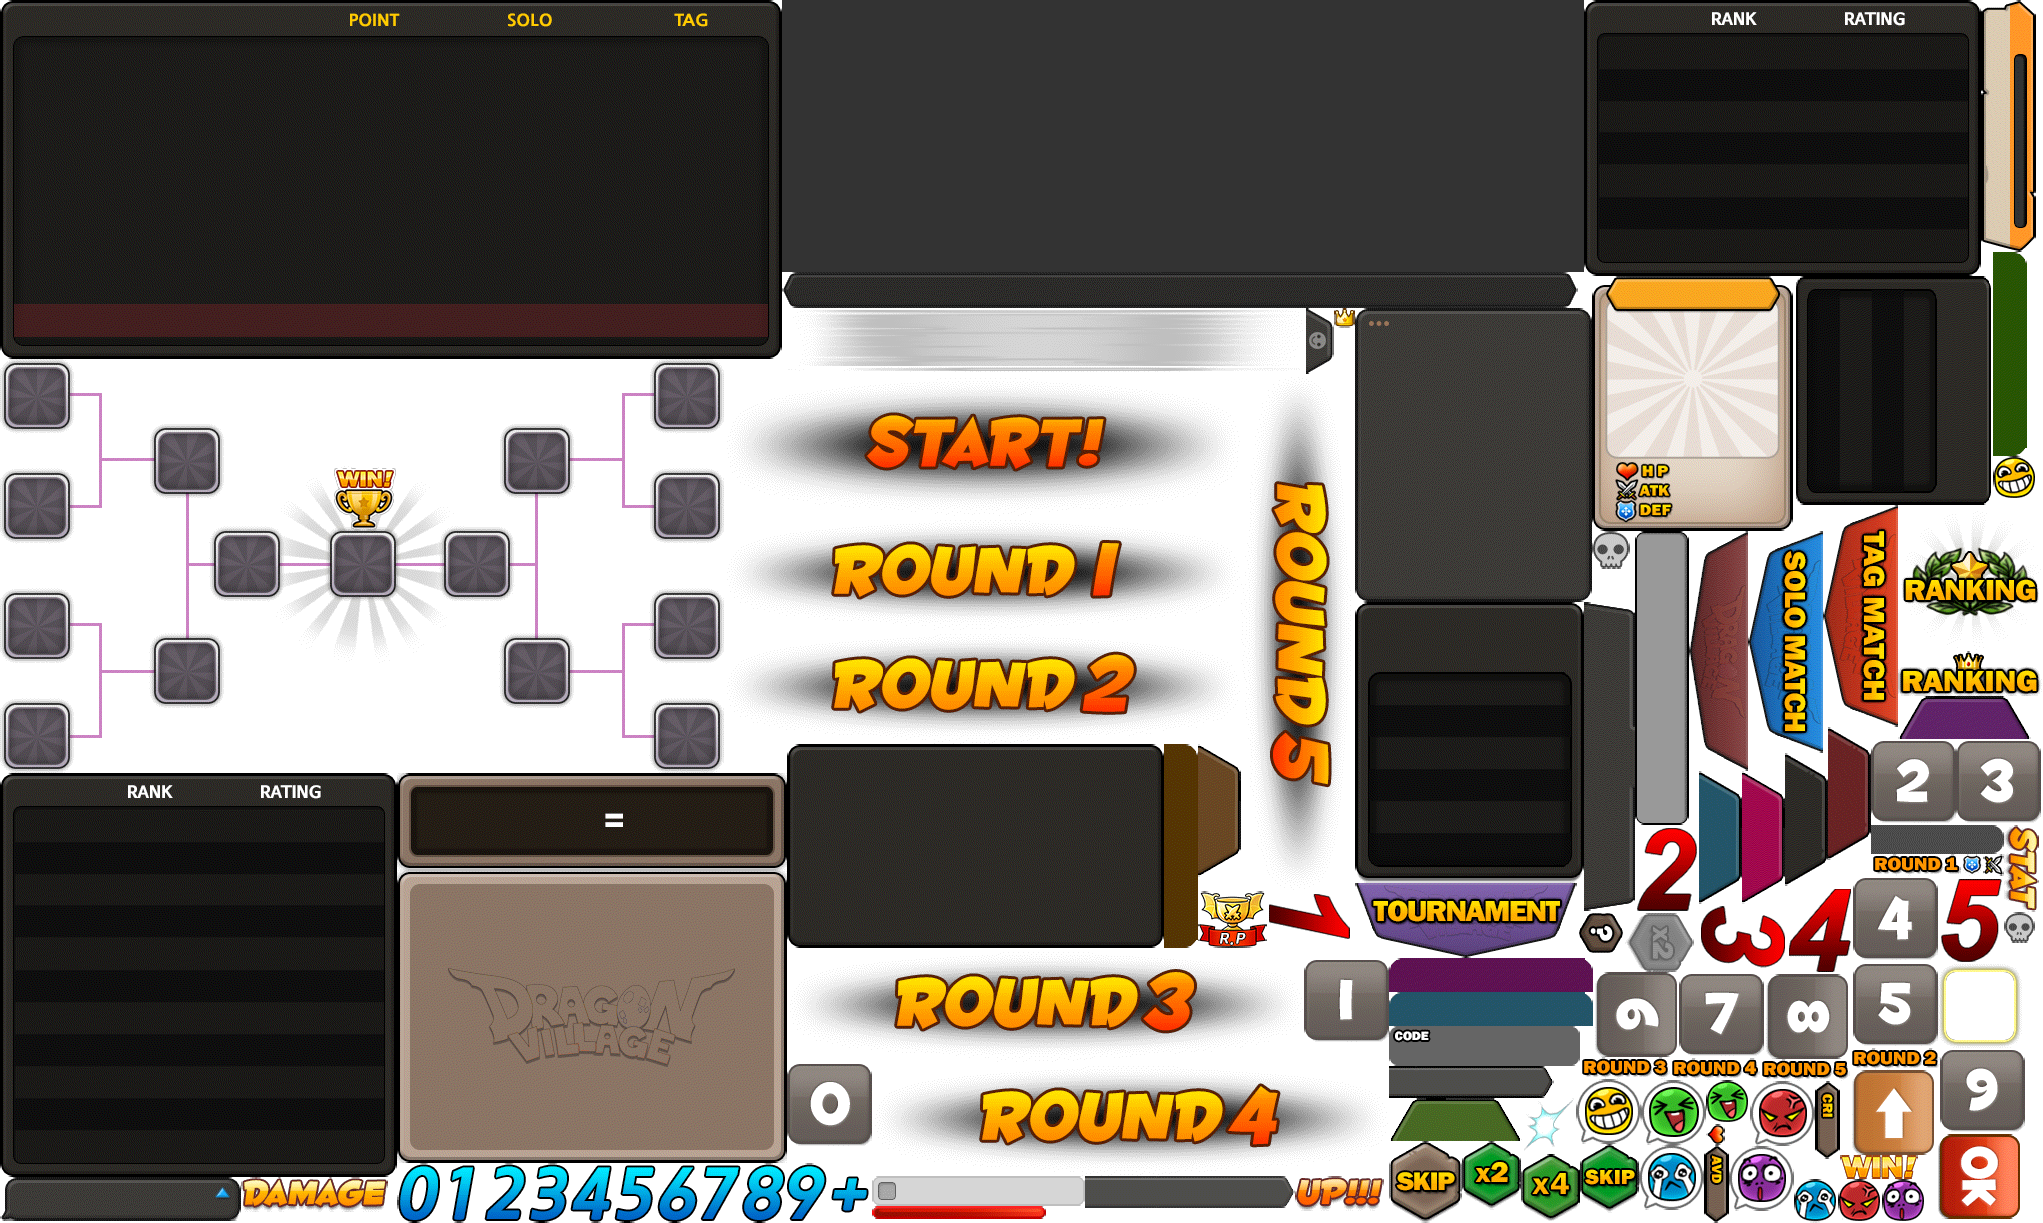 POINT SOLO TAG
RANK RATING
START!
ROUND 1
ROUND 2
ROUND 5
WIN!
HP
ATK
DEF
TAG MATCH
SOLO MATCH
DRAGON
RANKING
RANKING
RANK RATING
=
DRAGON VILLAGE
R.P
1
TOURNAMENT
2
3
4
5
?
x2
2
3
ROUND 1
STAT
4
5
ROUND 3
ROUND 4
0
1
CODE
6
7
8
9
ROUND 3
ROUND 4
ROUND 5
ROUND 2
CRI
AVD
WIN!
OK
DAMAGE
0123456789+
UP!!!
SKIP
x2
x4
SKIP